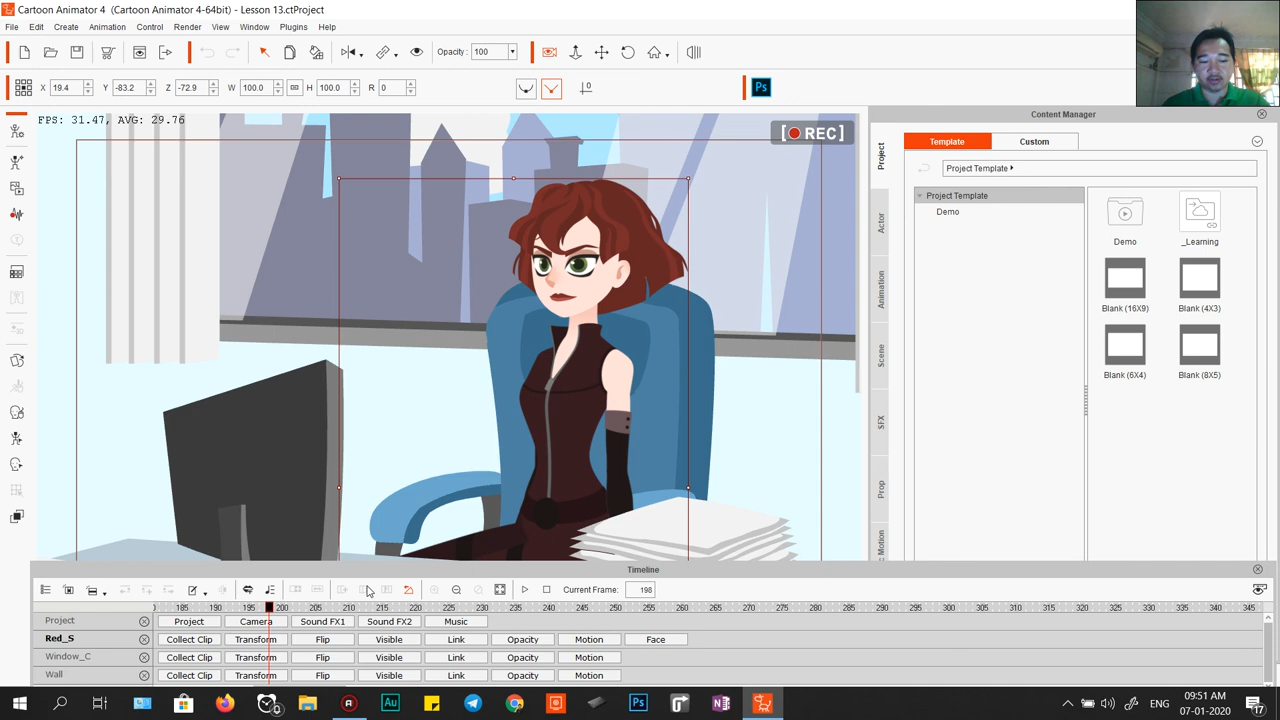 Cartoon Animator 4 (Cartoon Animator 4-64bit) - Lesson 13.ctProject
File Edit Create Animation Control Render View Window Plugins Help
Opacity : 100
X 19.4 Y -83.2 Z -72.9 W 100.0 H 100.0 R 0
Ps
FPS: 31.47, AVG: 29.76
[ REC ]
Content Manager
Template Custom
Project Template
Project Template
Demo
Demo _Learning
Blank (16X9) Blank (4X3)
Blank (6X4) Blank (8X5)
Project
Actor
Animation
Scene
SFX
Prop
Timeline
Current Frame: 198
185 190 195 200 205 210 215 220 225 230 235 240 245 250 255 260 265 270 275 280 285 290 295 300 305 310 315 320 325 330 335 340 345
Project Project Camera Sound FX1 Sound FX2 Music
Red_S Collect Clip Transform Flip Visible Link Opacity Motion Face
Window_C Collect Clip Transform Flip Visible Link Opacity Motion
Wall Collect Clip Transform Flip Visible Link Opacity Motion
Au
Ps
N
ENG
09:51 AM
07-01-2020
17